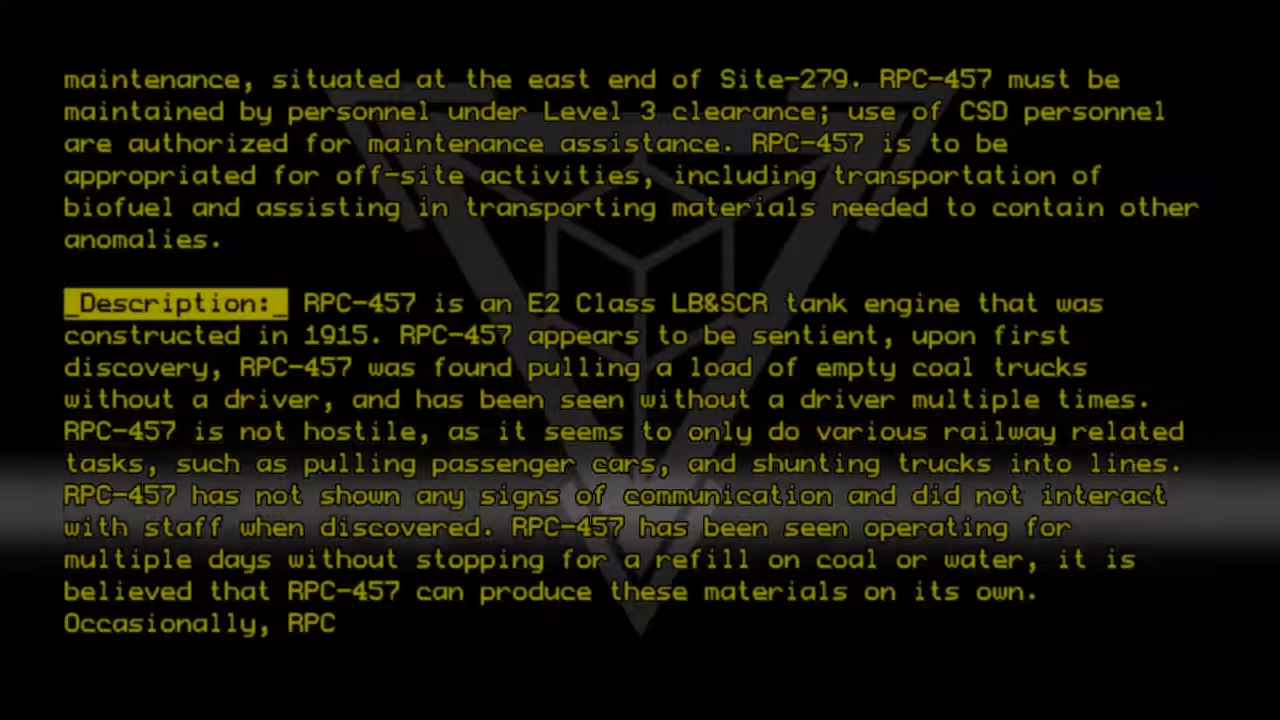 maintenance, situated at the east end of Site-279. RPC-457 must be
maintained by personnel under Level 3 clearance; use of CSD personnel
are authorized for maintenance assistance. RPC-457 is to be
appropriated for off-site activities, including transportation of
biofuel and assisting in transporting materials needed to contain other
anomalies.
_Description:_ RPC-457 is an E2 Class LB&SCR tank engine that was
constructed in 1915. RPC-457 appears to be sentient, upon first
discovery, RPC-457 was found pulling a load of empty coal trucks
without a driver, and has been seen without a driver multiple times.
RPC-457 is not hostile, as it seems to only do various railway related
tasks, such as pulling passenger cars, and shunting trucks into lines.
RPC-457 has not shown any signs of communication and did not interact
with staff when discovered. RPC-457 has been seen operating for
multiple days without stopping for a refill on coal or water, it is
believed that RPC-457 can produce these materials on its own.
Occasionally, RPC